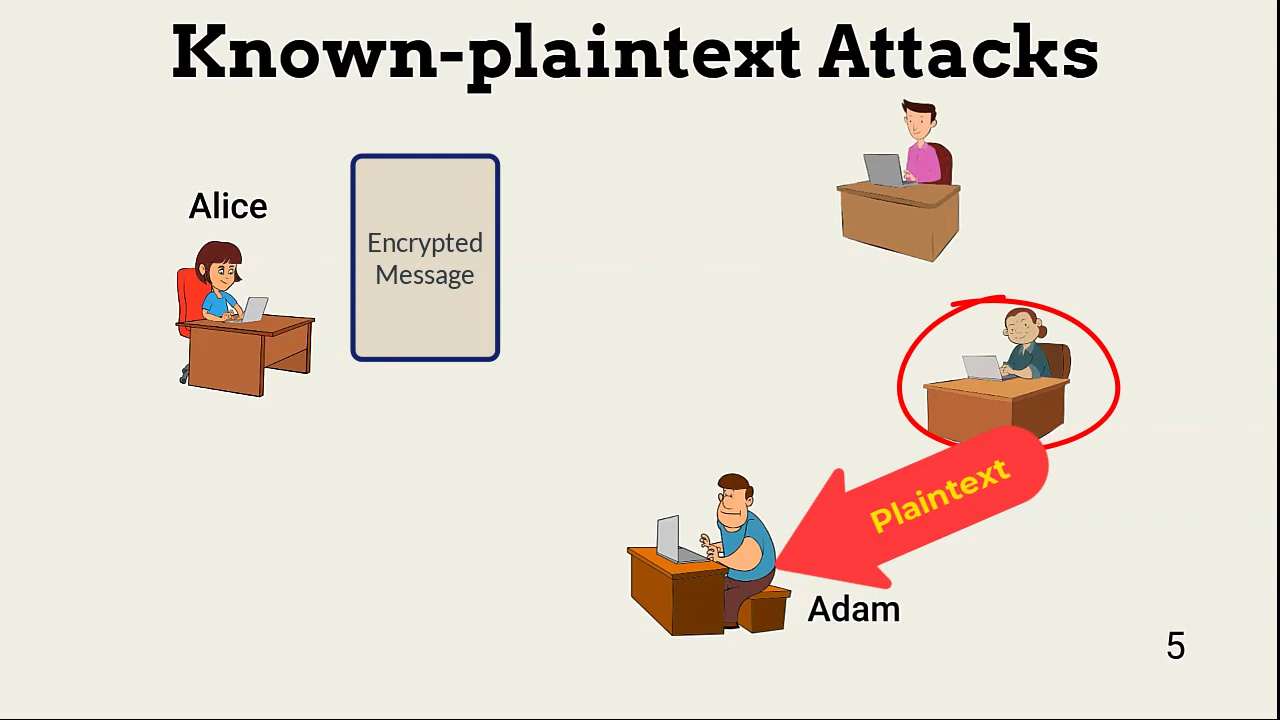 Known-plaintext Attacks
Alice
Encrypted
Message
Plaintext
Adam
5